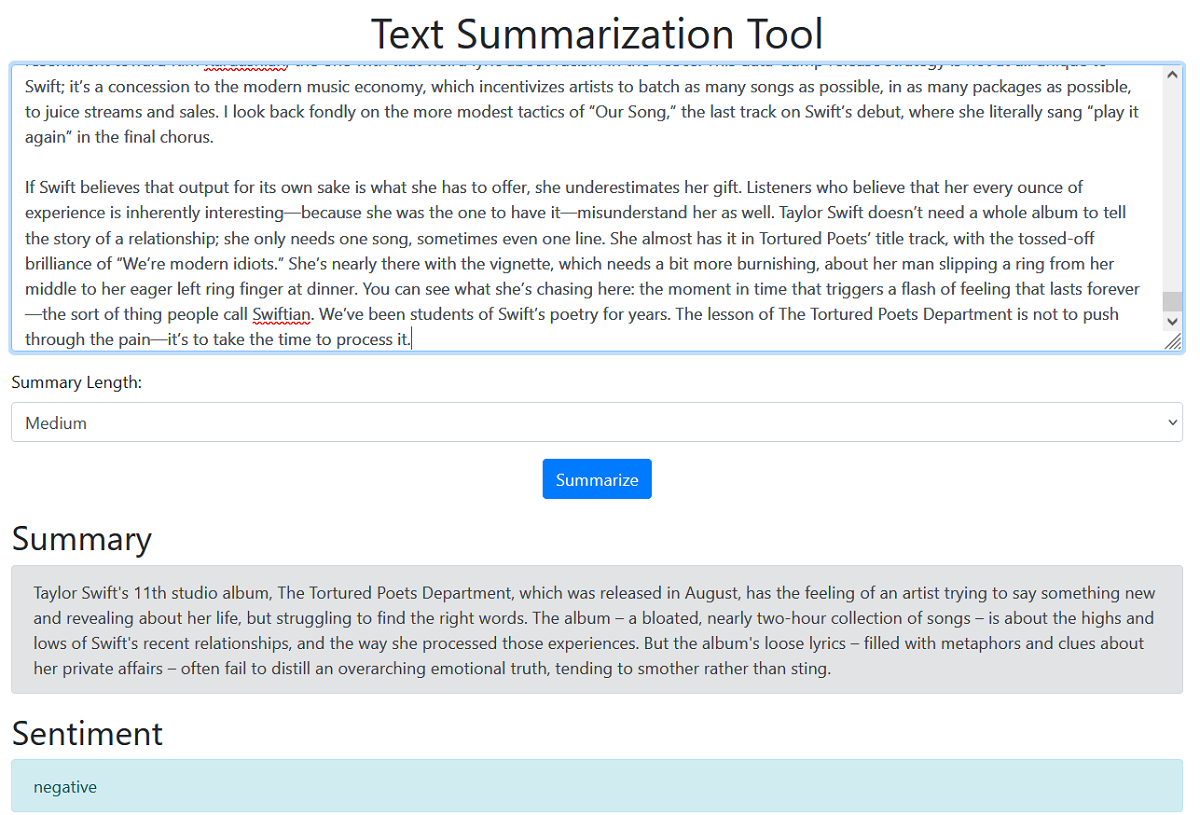 Text Summarization Tool
Swift; it’s a concession to the modern music economy, which incentivizes artists to batch as many songs as possible, in as many packages as possible,
to juice streams and sales. I look back fondly on the more modest tactics of “Our Song,” the last track on Swift’s debut, where she literally sang “play it
again” in the final chorus.
If Swift believes that output for its own sake is what she has to offer, she underestimates her gift. Listeners who believe that her every ounce of
experience is inherently interesting—because she was the one to have it—misunderstand her as well. Taylor Swift doesn’t need a whole album to tell
the story of a relationship; she only needs one song, sometimes even one line. She almost has it in Tortured Poets’ title track, with the tossed-off
brilliance of “We’re modern idiots.” She’s nearly there with the vignette, which needs a bit more burnishing, about her man slipping a ring from her
middle to her eager left ring finger at dinner. You can see what she’s chasing here: the moment in time that triggers a flash of feeling that lasts forever
—the sort of thing people call Swiftian. We’ve been students of Swift’s poetry for years. The lesson of The Tortured Poets Department is not to push
through the pain—it’s to take the time to process it.
Summary Length:
Medium
Summarize
Summary
Taylor Swift's 11th studio album, The Tortured Poets Department, which was released in August, has the feeling of an artist trying to say something new
and revealing about her life, but struggling to find the right words. The album – a bloated, nearly two-hour collection of songs – is about the highs and
lows of Swift's recent relationships, and the way she processed those experiences. But the album's loose lyrics – filled with metaphors and clues about
her private affairs – often fail to distill an overarching emotional truth, tending to smother rather than sting.
Sentiment
negative